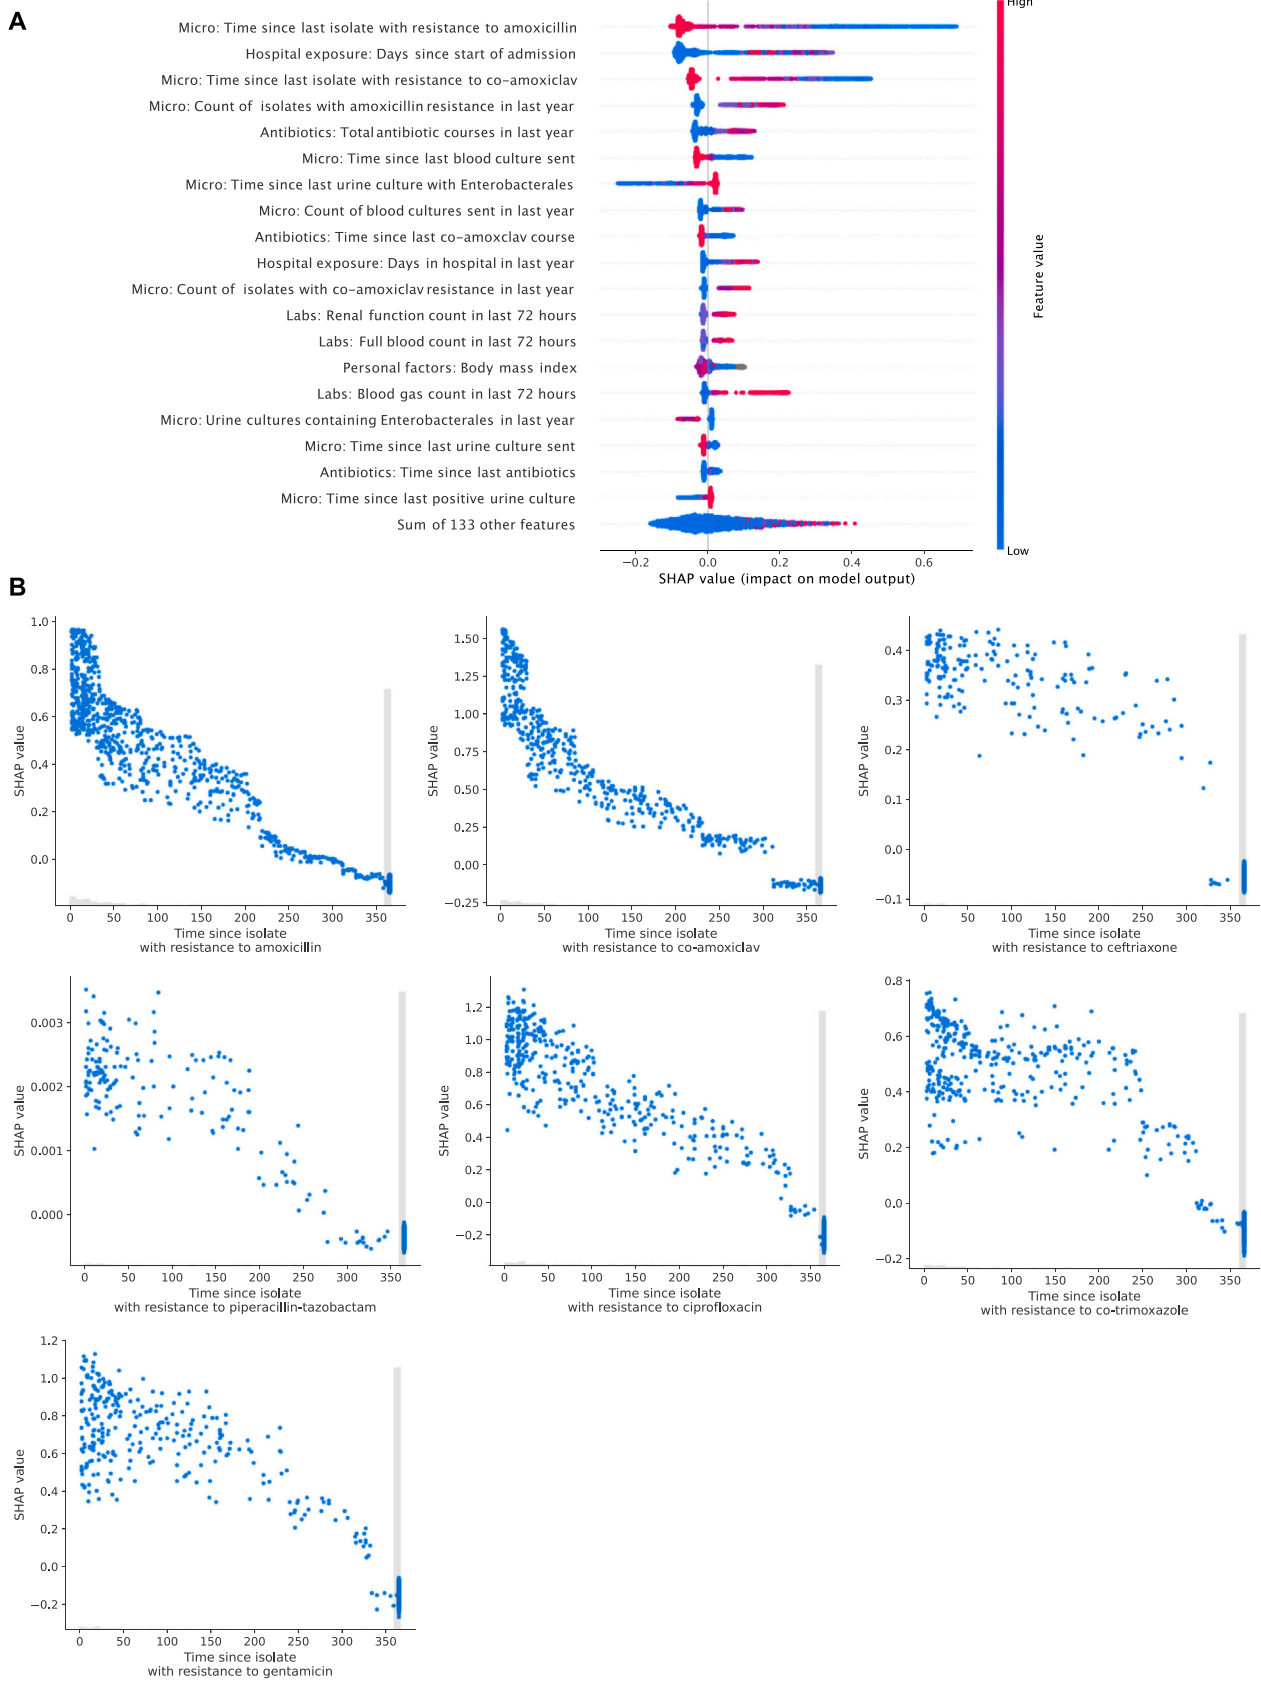 A
Micro: Time since last isolate with resistance to amoxicillin
Hospital exposure: Days since start of admission
Micro: Time since last isolate with resistance to co-amoxiclav
Micro: Count of isolates with amoxicillin resistance in last year
Antibiotics: Total antibiotic courses in last year
Micro: Time since last blood culture sent
Micro: Time since last urine culture with Enterobacterales
Micro: Count of blood cultures sent in last year
Antibiotics: Time since last co-amoxclav course
Hospital exposure: Days in hospital in last year
Micro: Count of isolates with co-amoxiclav resistance in last year
Labs: Renal function count in last 72 hours
Labs: Full blood count in last 72 hours
Personal factors: Body mass index
Labs: Blood gas count in last 72 hours
Micro: Urine cultures containing Enterobacterales in last year
Micro: Time since last urine culture sent
Antibiotics: Time since last antibiotics
Micro: Time since last positive urine culture
Sum of 133 other features
−0.2 0.0 0.2 0.4 0.6
SHAP value (impact on model output)
High
Feature value
Low
B
1.0
0.8
0.6
0.4
0.2
0.0
SHAP value
0 50 100 150 200 250 300 350
Time since isolate
with resistance to amoxicillin
1.50
1.25
1.00
0.75
0.50
0.25
0.00
−0.25
SHAP value
0 50 100 150 200 250 300 350
Time since isolate
with resistance to co-amoxiclav
0.4
0.3
0.2
0.1
0.0
−0.1
SHAP value
0 50 100 150 200 250 300 350
Time since isolate
with resistance to ceftriaxone
0.003
0.002
0.001
0.000
SHAP value
0 50 100 150 200 250 300 350
Time since isolate
with resistance to piperacillin-tazobactam
1.2
1.0
0.8
0.6
0.4
0.2
0.0
−0.2
SHAP value
0 50 100 150 200 250 300 350
Time since isolate
with resistance to ciprofloxacin
0.8
0.6
0.4
0.2
0.0
−0.2
SHAP value
0 50 100 150 200 250 300 350
Time since isolate
with resistance to co-trimoxazole
1.2
1.0
0.8
0.6
0.4
0.2
0.0
−0.2
SHAP value
0 50 100 150 200 250 300 350
Time since isolate
with resistance to gentamicin